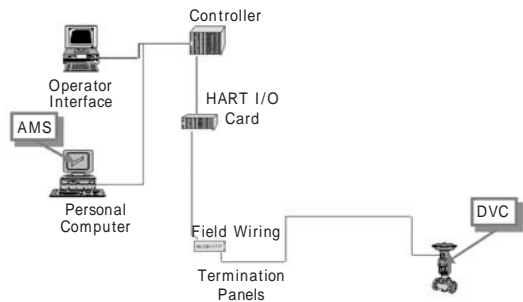 Controller
Operator
Interface
HART I/O
Card
AMS
Personal
Computer
Field Wiring
Termination
Panels
DVC